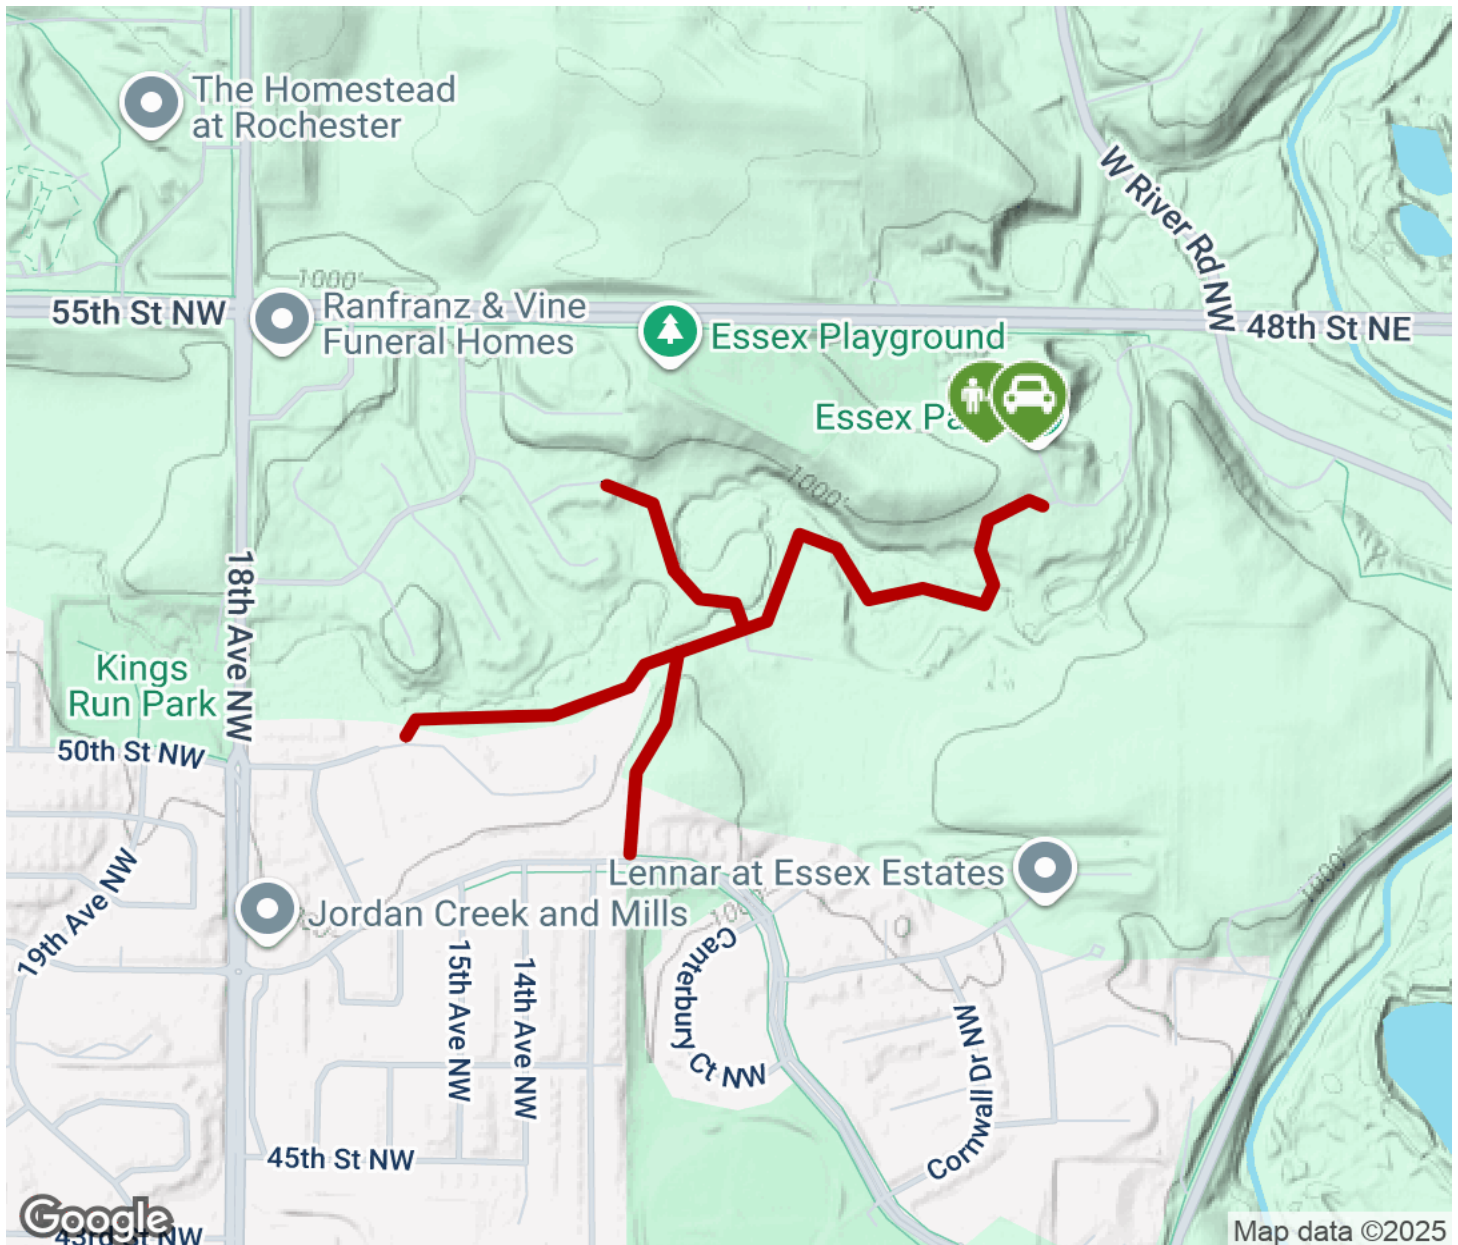 The Homestead
at Rochester
W River Rd NW
1000'
55th St NW
Ranfranz & Vine
Funeral Homes
Essex Playground
48th St NE
Essex Pa
1000'
18th Ave NW
Kings
Run Park
50th St NW
19th Ave NW
Lennar at Essex Estates
1000'
Jordan Creek and Mills
15th Ave NW
14th Ave NW
Canterbury Ct NW
Cornwall Dr NW
45th St NW
Google
43rd St NW
Map data ©2025